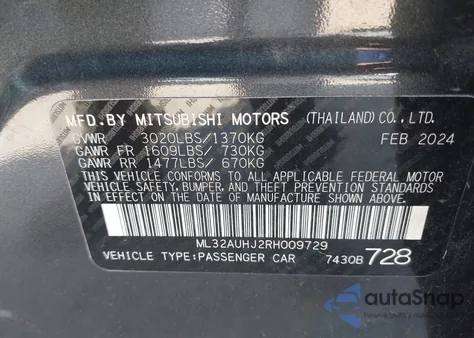 MFD.BY MITSUBISHI MOTORS (THAILAND)CO.,LTD.
GVWR 3020LBS/1370KG FEB 2024
GAWR FR 1609LBS/ 730KG
GAWR RR 1477LBS/ 670KG
THIS VEHICLE CONFORMS TO ALL APPLICABLE FEDERAL MOTOR
VEHICLE SAFETY,BUMPER,AND THEFT PREVENTION STANDARDS
IN EFFECT ON THE DATE OF MANUFACTURE SHOWN ABOVE.
ML32AUHJ2RH009729
VEHICLE TYPE:PASSENGER CAR 74308 728
autoSnap